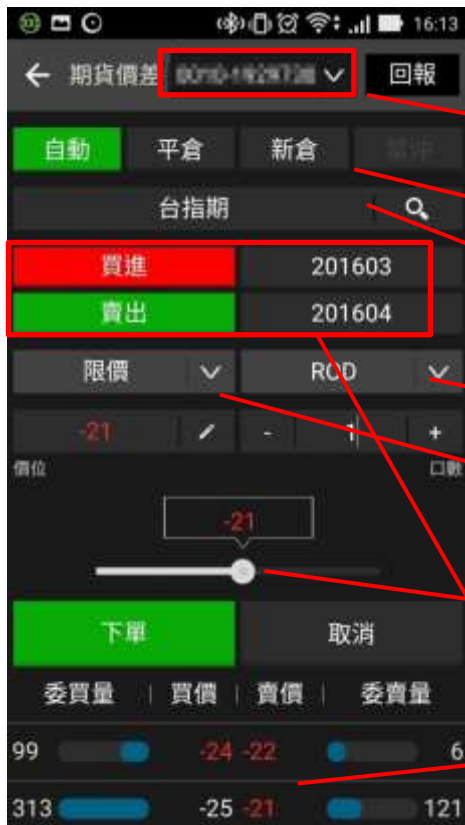 16:13
期貨價差 回報
自動 平倉 新倉
台指期
買進 201603
賣出 201604
限價 ROD
-21 - 1 +
價位 口數
-21
下單 取消
委買量 買價 賣價 委賣量
99 -24 -22 6
313 -25 -21 121